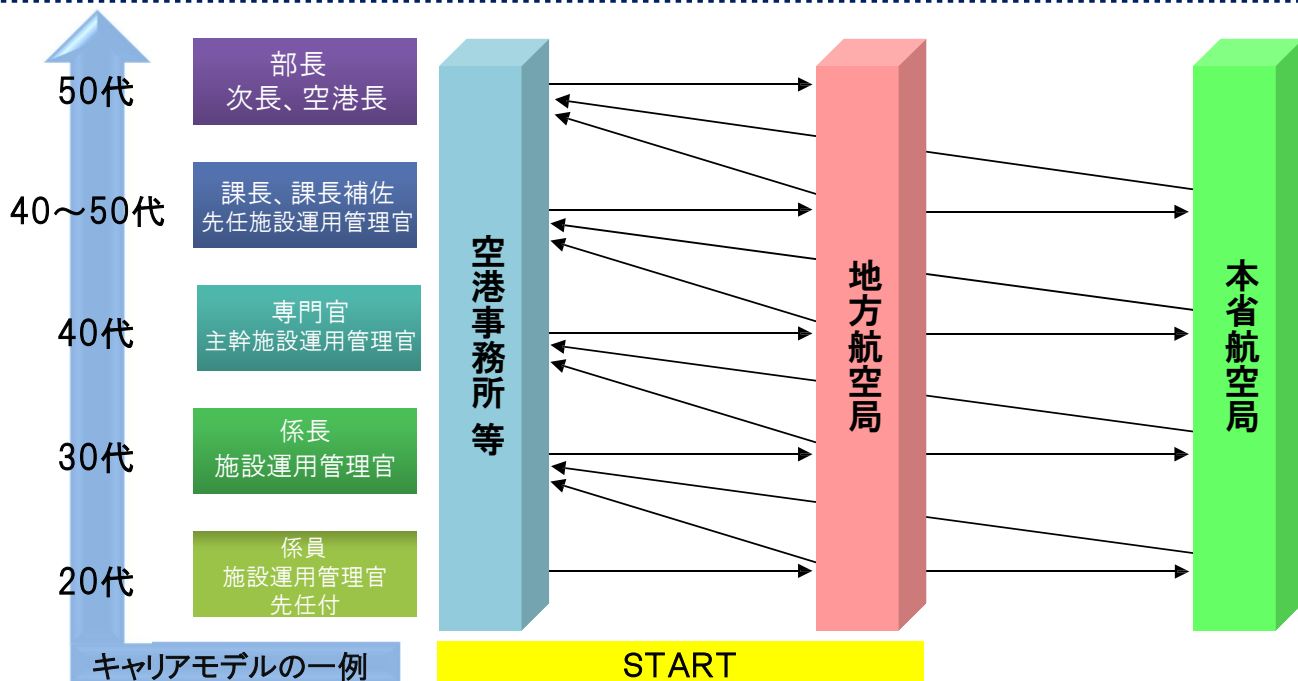 50代
部長
次長、空港長
40～50代
課長、課長補佐
先任施設運用管理官
40代
専門官
主幹施設運用管理官
30代
係長
施設運用管理官
20代
係員
施設運用管理官
先任付
空港事務所等
地方航空局
本省航空局
キャリアモデルの一例
START